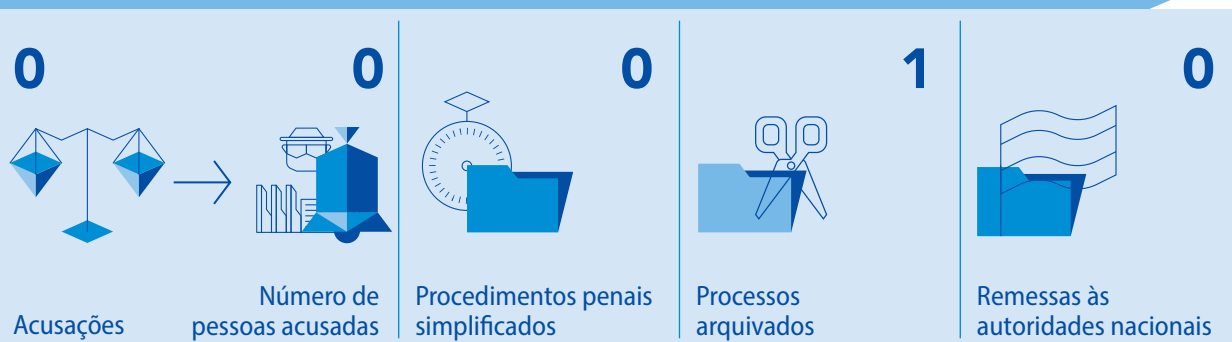 0
Acusações
0
Número de
pessoas acusadas
0
Procedimentos penais
simplificados
1
Processos
arquivados
0
Remessas às
autoridades nacionais